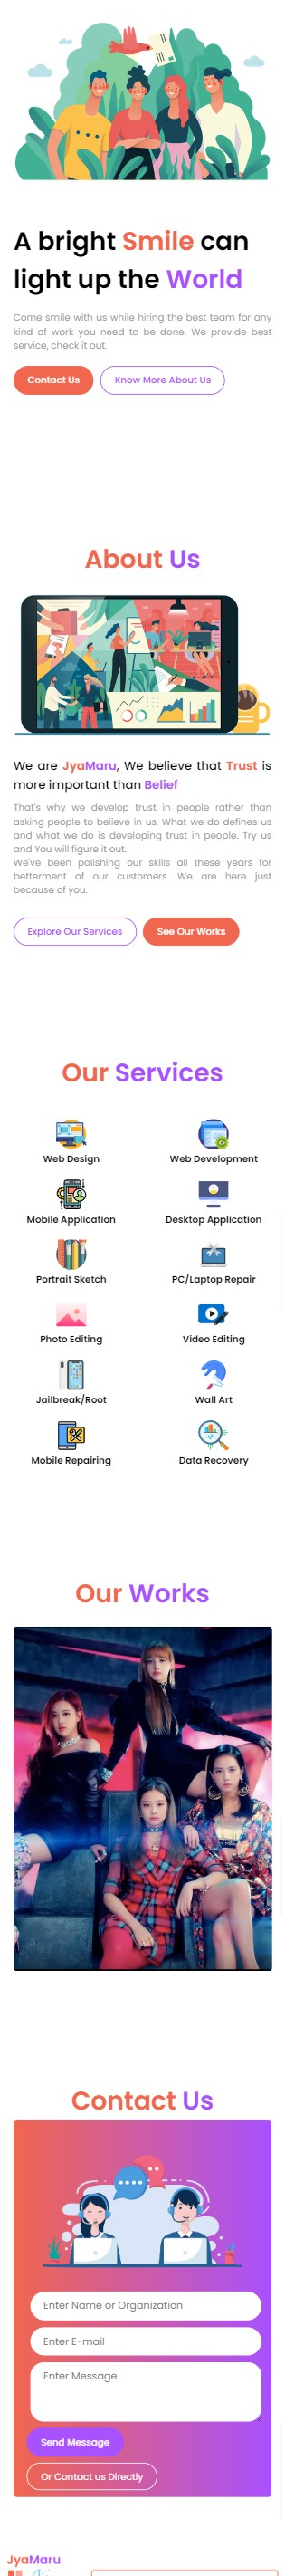 A bright Smile can
light up the World
Come smile with us while hiring the best team for any
kind of work you need to be done. We provide best
service, check it out.
Contact Us
Know More About Us
About Us
We are JyaMaru, We believe that Trust is
more important than Belief
That's why we develop trust in people rather than
asking people to believe in us. What we do defines us
and what we do is developing trust in people. Try us
and You will figure it out.
We've been polishing our skills all these years for
betterment of our customers. We are here just
because of you.
Explore Our Services
See Our Works
Our Services
Web Design
Web Development
Mobile Application
Desktop Application
Portrait Sketch
PC/Laptop Repair
Photo Editing
Video Editing
Jailbreak/Root
Wall Art
Mobile Repairing
Data Recovery
Our Works
Contact Us
Enter Name or Organization
Enter E-mail
Enter Message
Send Message
Or Contact us Directly
JyaMaru